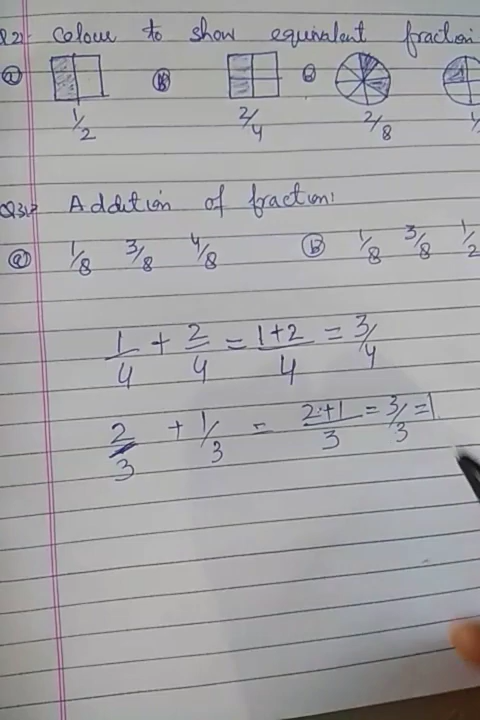 Q2) Colour to show equivalent fraction
(a) (b) (c)
1/2 2/4 2/8 1/
Q3) Addition of fraction:
(a) 1/8 3/8 4/8 (b) 1/8 3/8 1/2
1/4 + 2/4 = 1+2/4 = 3/4
2/3 + 1/3 = 2+1/3 = 3/3 = 1